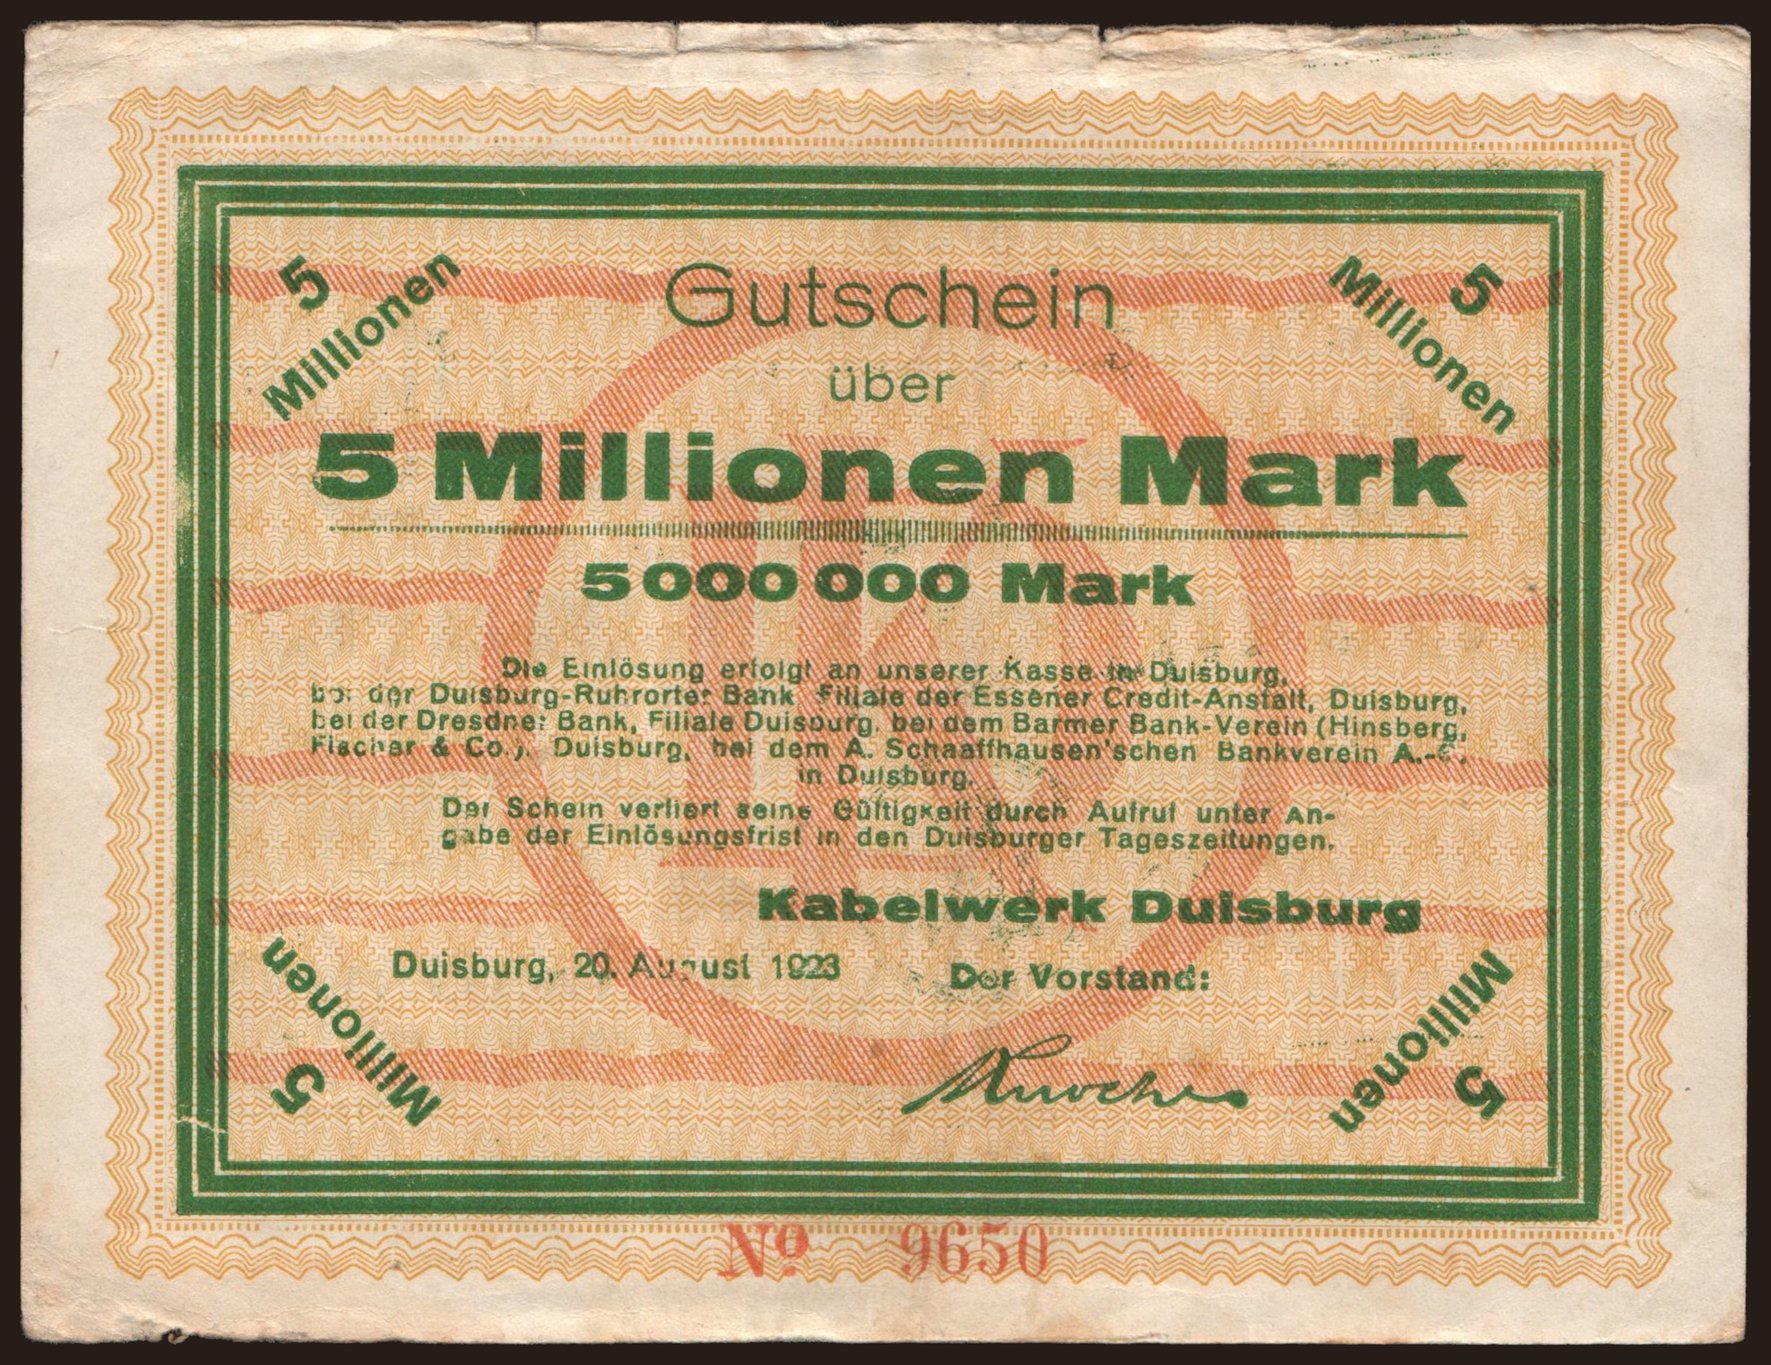 5
Millionen
5
Millionen
Gutschein
über
5 Millionen Mark
5 000 000 Mark
Die Einlösung erfolgt an unserer Kasse in Duisburg,
bei der Duisburg-Ruhrorter Bank Filiale der Essener Credit-Anstalt, Duisburg,
bei der Dresdner Bank, Filiale Duisburg, bei dem Barmer Bank-Verein (Hinsberg,
Fischer & Co.), Duisburg, bei dem A. Schaaffhausen'schen Bankverein A.-G.
in Duisburg.
Der Schein verliert seine Gültigkeit durch Aufruf unter An-
gabe der Einlösungsfrist in den Duisburger Tageszeitungen.
Kabelwerk Duisburg
Duisburg, 20. August 1923
Der Vorstand:
Millionen
5
Millionen
5
No 9650